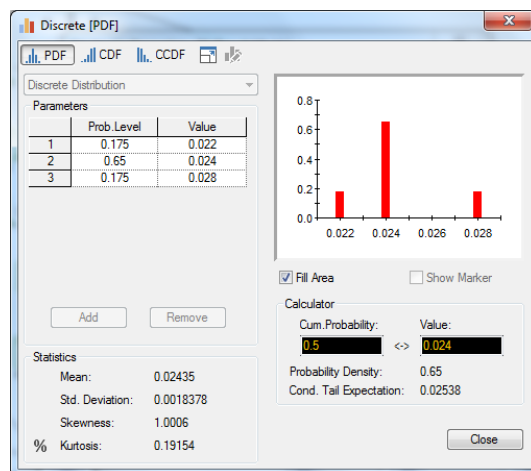 Discrete [PDF]
PDF CDF CCDF
Discrete Distribution
Parameters
Prob.Level Value
1 0.175 0.022
2 0.65 0.024
3 0.175 0.028
Add Remove
Statistics
Mean: 0.02435
Std. Deviation: 0.0018378
Skewness: 1.0006
% Kurtosis: 0.19154
0.8
0.6
0.4
0.2
0.0
0.022 0.024 0.026 0.028
Fill Area Show Marker
Calculator
Cum.Probability: Value:
0.5 <-> 0.024
Probability Density: 0.65
Cond. Tail Expectation: 0.02538
Close